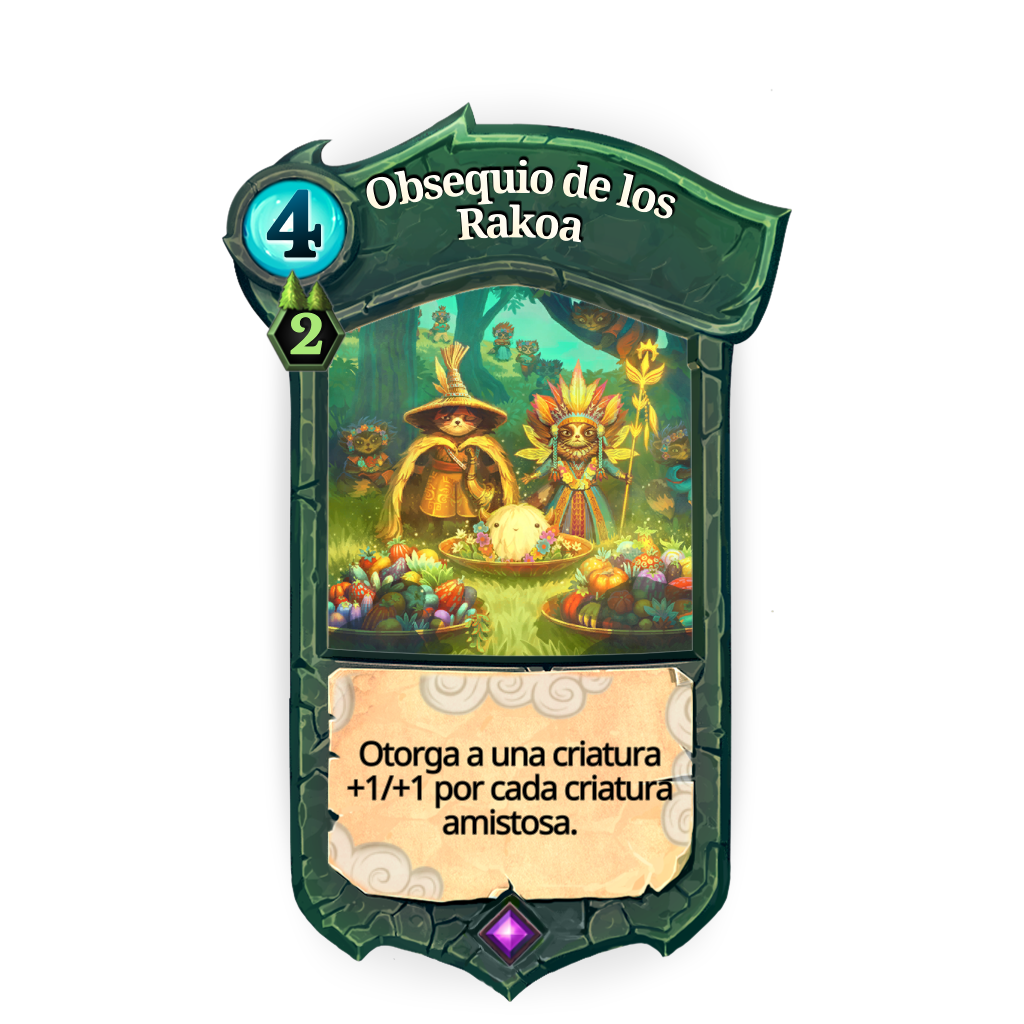 4
Obsequio de los
Rakoa
2
Otorga a una criatura
+1/+1 por cada criatura
amistosa.